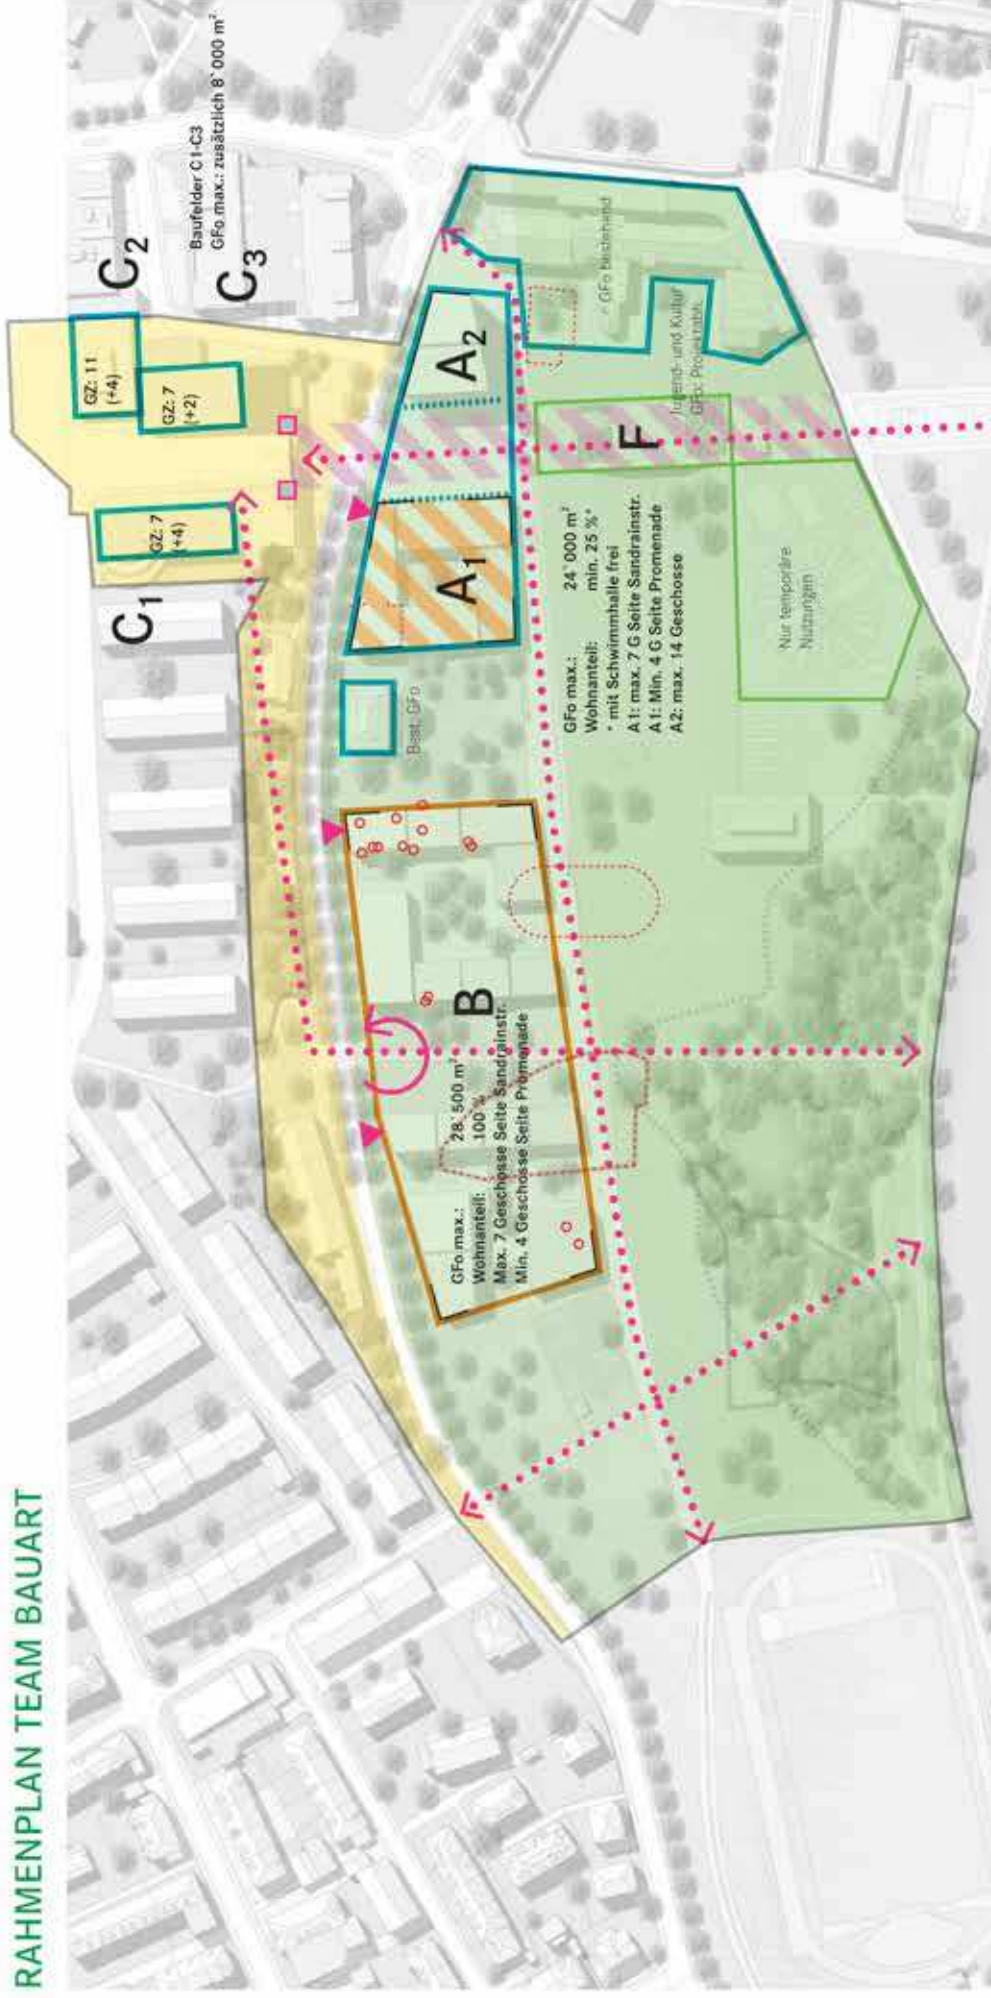 RAHMENPLAN TEAM BAUART
C1
C2
C3
Baufelder C1-C3
GFo max.: zusätzlich 8`000 m²
GZ: 7
(+4)
GZ: 11
(+4)
GZ: 7
(+2)
A1
A2
Best. GFo
B
GFo max.: 28`500 m²
Wohnanteil: 100 %
Max. 7 Geschosse Seite Sandrainstr.
Min. 4 Geschosse Seite Promenade
GFo max.: 24`000 m²
Wohnanteil: min. 25 %*
* mit Schwimmhalle frei
A1: max. 7 G Seite Sandrainstr.
A1: Min. 4 G Seite Promenade
A2: max. 14 Geschosse
F
GFo bestehend
Jugend- und Kultur
GFo: Projektabh.
Nur temporäre
Nutzungen